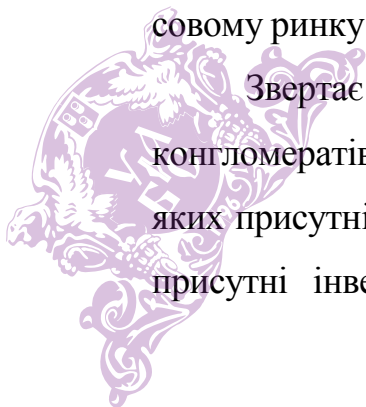 совому ринку
Звертає
конгломератів
яких присутні
присутні інве